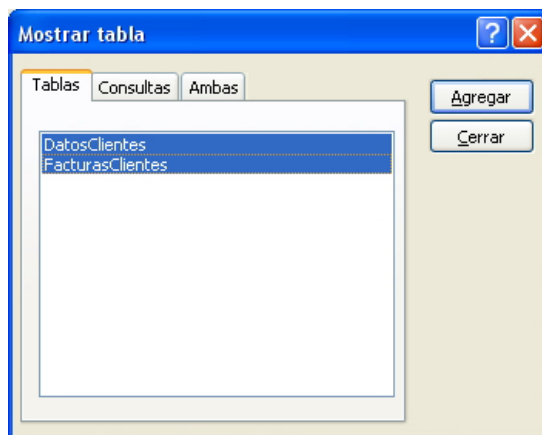 Mostrar tabla
Tablas Consultas Ambas
Agregar
Cerrar
DatosClientes
FacturasClientes